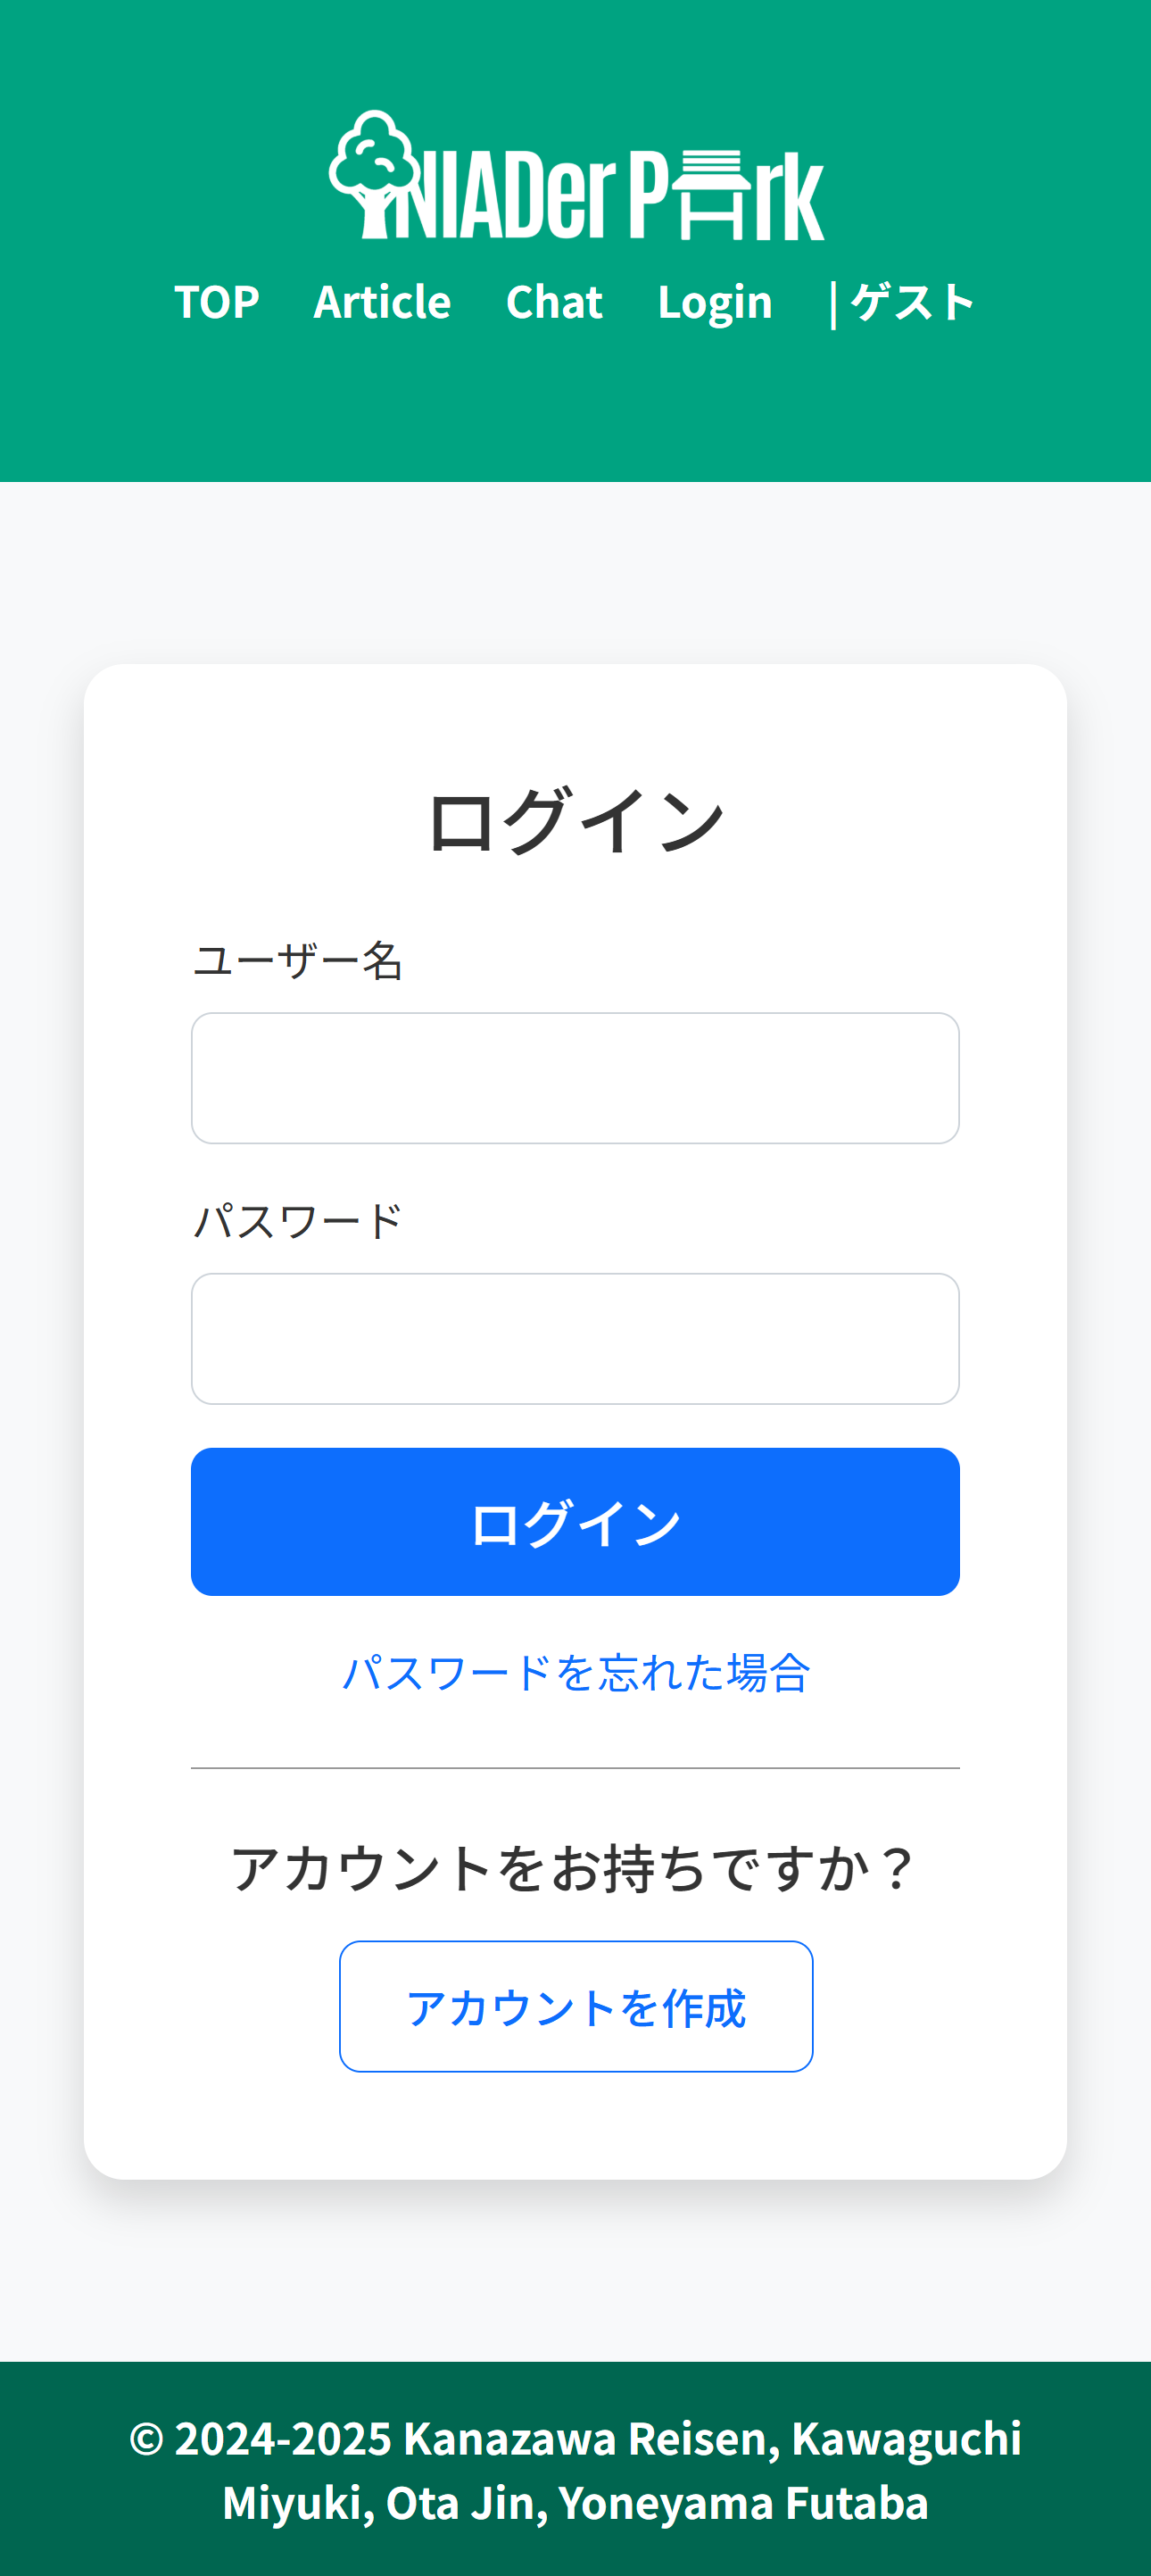 NIADer Park
TOP Article Chat Login | ゲスト
ログイン
ユーザー名
パスワード
ログイン
パスワードを忘れた場合
アカウントをお持ちですか？
アカウントを作成
© 2024-2025 Kanazawa Reisen, Kawaguchi
Miyuki, Ota Jin, Yoneyama Futaba